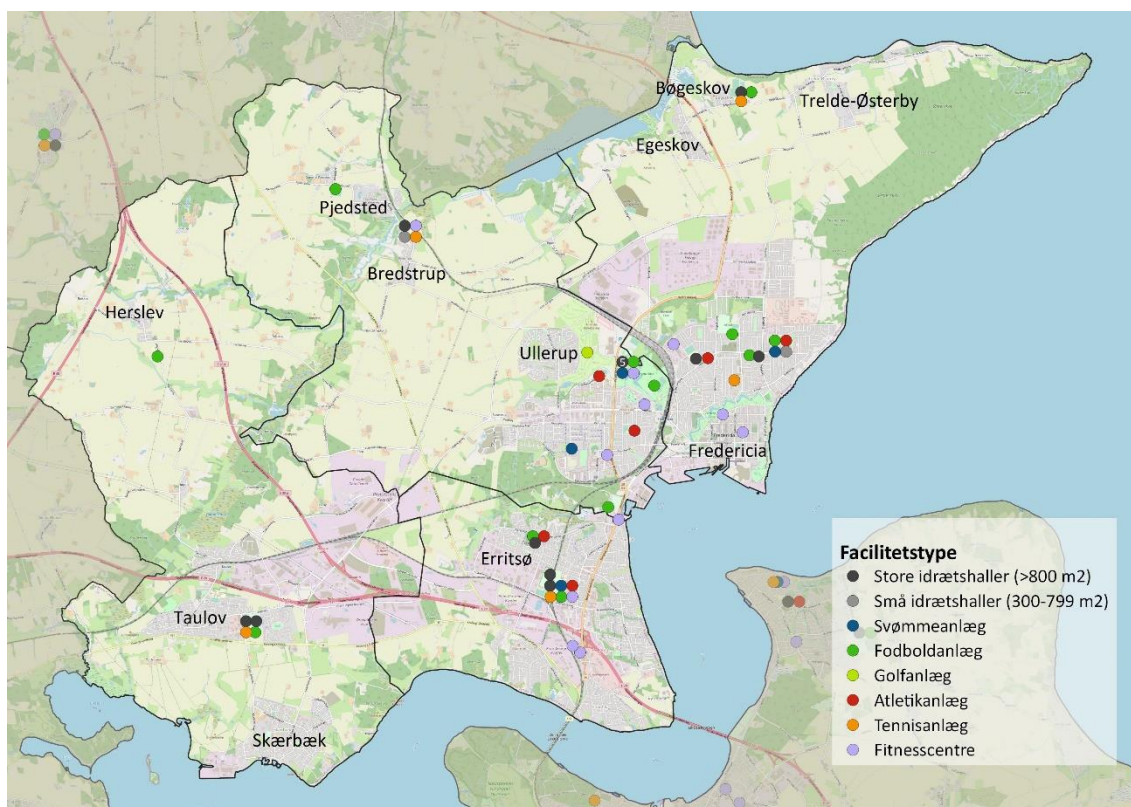 Bøgeskov
Trelde-Østerby
Egeskov
Pjedsted
Bredstrup
Herslev
Ullerup
5
Fredericia
Erritsø
Taulov
Skærbæk
Facilitetstype
Store idrætshaller (>800 m2)
Små idrætshaller (300-799 m2)
Svømmeanlæg
Fodboldanlæg
Golfanlæg
Atletikanlæg
Tennisanlæg
Fitnesscentre